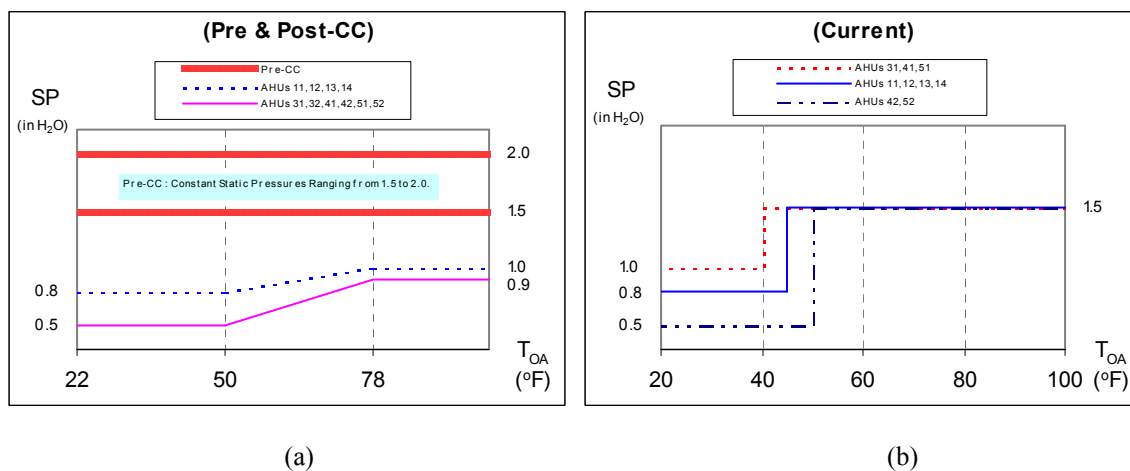 (Pre & Post-CC)
Pre-CC
AHUs 11,12,13,14
AHUs 31,32,41,42,51,52
SP
(in H₂O)
2.0
Pre-CC : Constant Static Pressures Ranging from 1.5 to 2.0.
1.5
1.0
0.9
0.8
0.5
T_OA
(°F)
22 50 78
(a)
(Current)
AHUs 31,41,51
AHUs 11,12,13,14
AHUs 42,52
SP
(in H₂O)
1.5
1.0
0.8
0.5
T_OA
(°F)
20 40 60 80 100
(b)